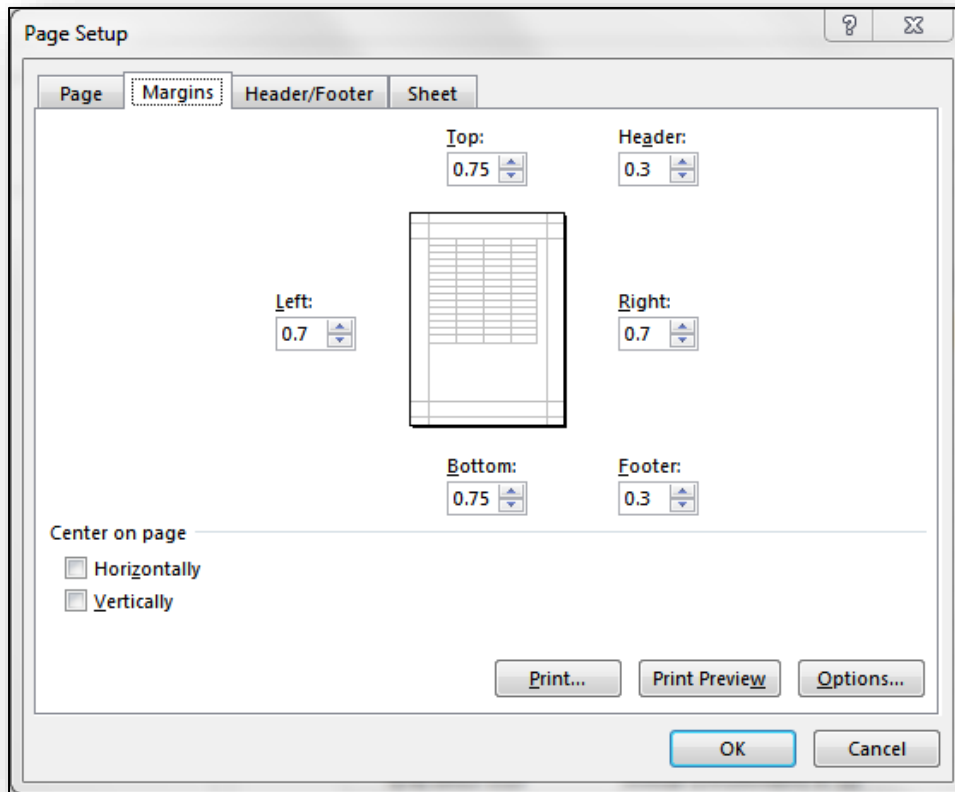 Page Setup
Page Margins Header/Footer Sheet
Top: Header:
0.75 0.3
Left: Right:
0.7 0.7
Bottom: Footer:
0.75 0.3
Center on page
Horizontally
Vertically
Print... Print Preview Options...
OK Cancel